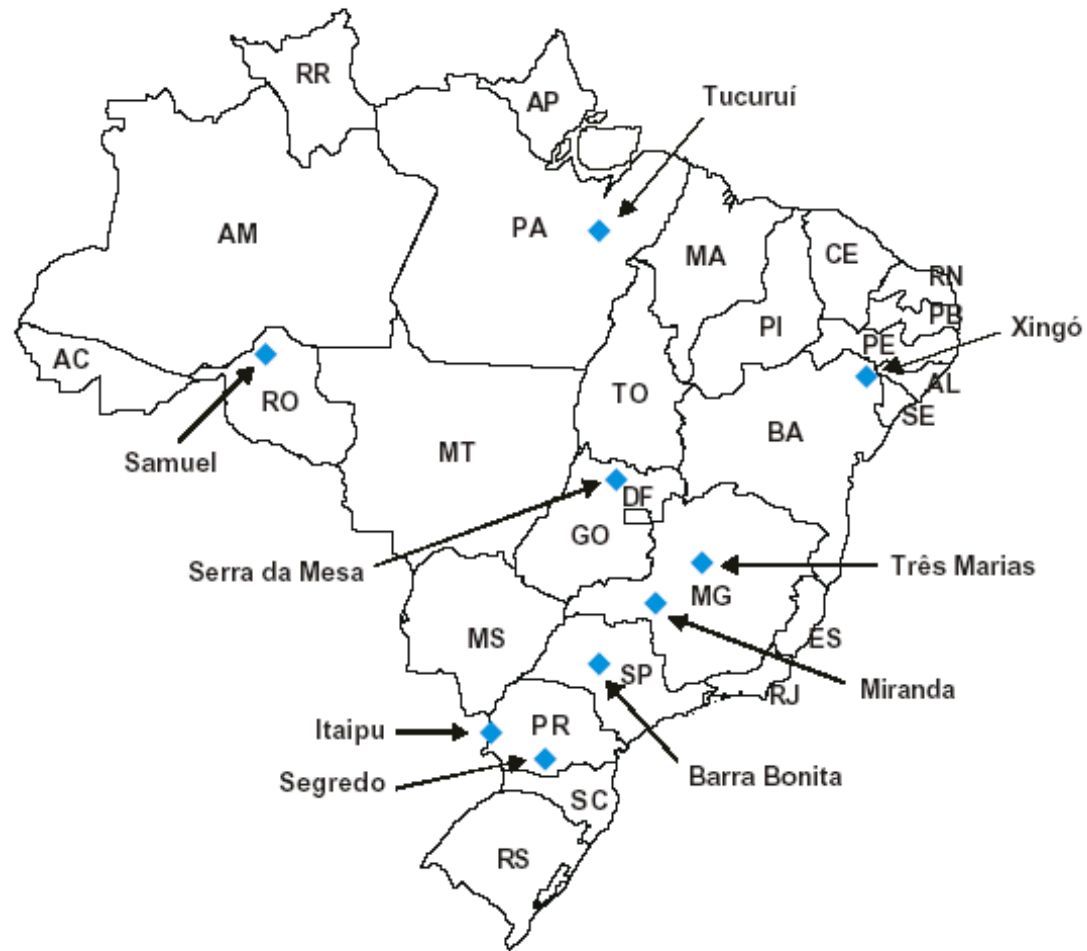 RR
AP
Tucuruí
AM
PA
MA
CE
RN
PB
PI
PE
Xingó
AC
AL
RO
TO
SE
BA
MT
Samuel
DF
GO
Serra da Mesa
Três Marias
MG
MS
ES
SP
RJ
Miranda
Itaipu
PR
Segredo
Barra Bonita
SC
RS